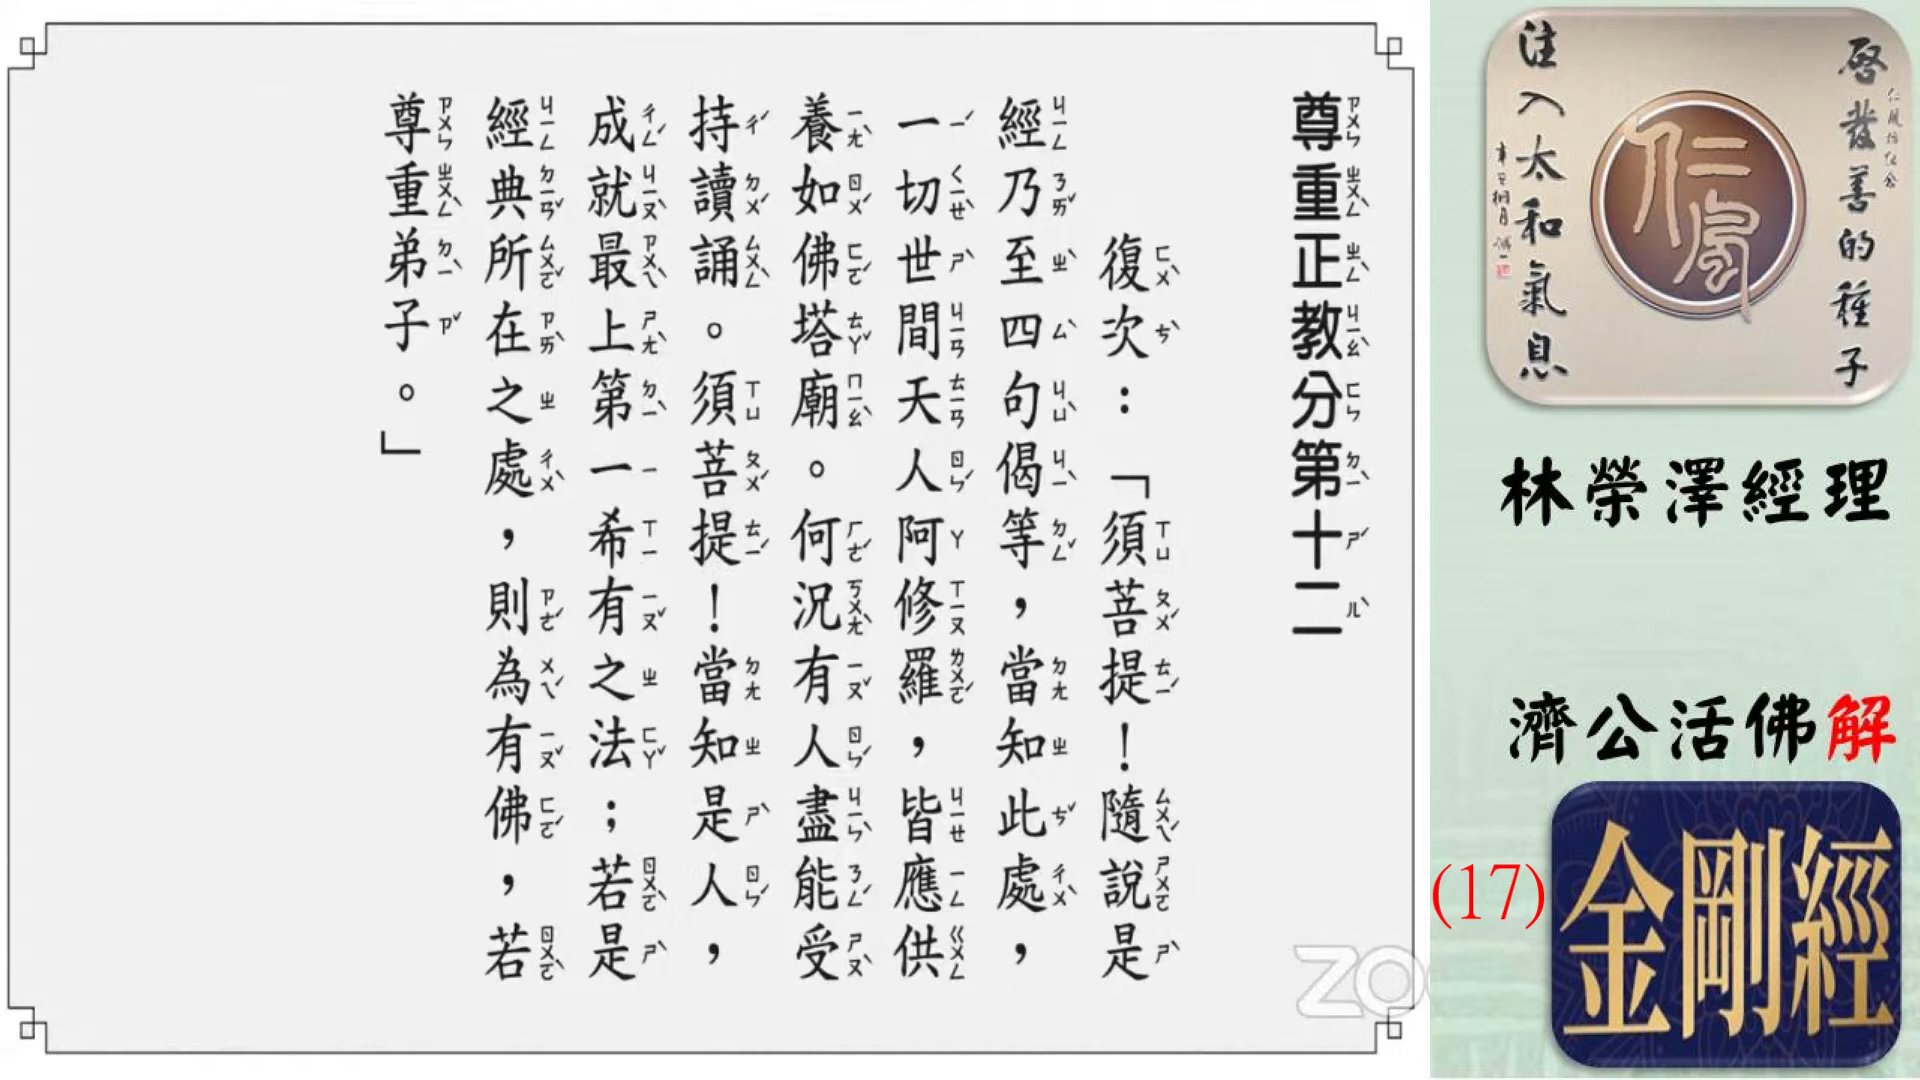 尊重正教分第十二
復次：「須菩提！隨說是
經乃至四句偈等，當知此處，
一切世間天人阿修羅，皆應供
養如佛塔廟。何況有人盡能受
持讀誦。須菩提！當知是人，
成就最上第一希有之法；若是
經典所在之處，則為有佛，若
尊重弟子。」
啓發善的種子
仁風
注入太和氣息
林榮澤經理
濟公活佛解
(17)
金剛經